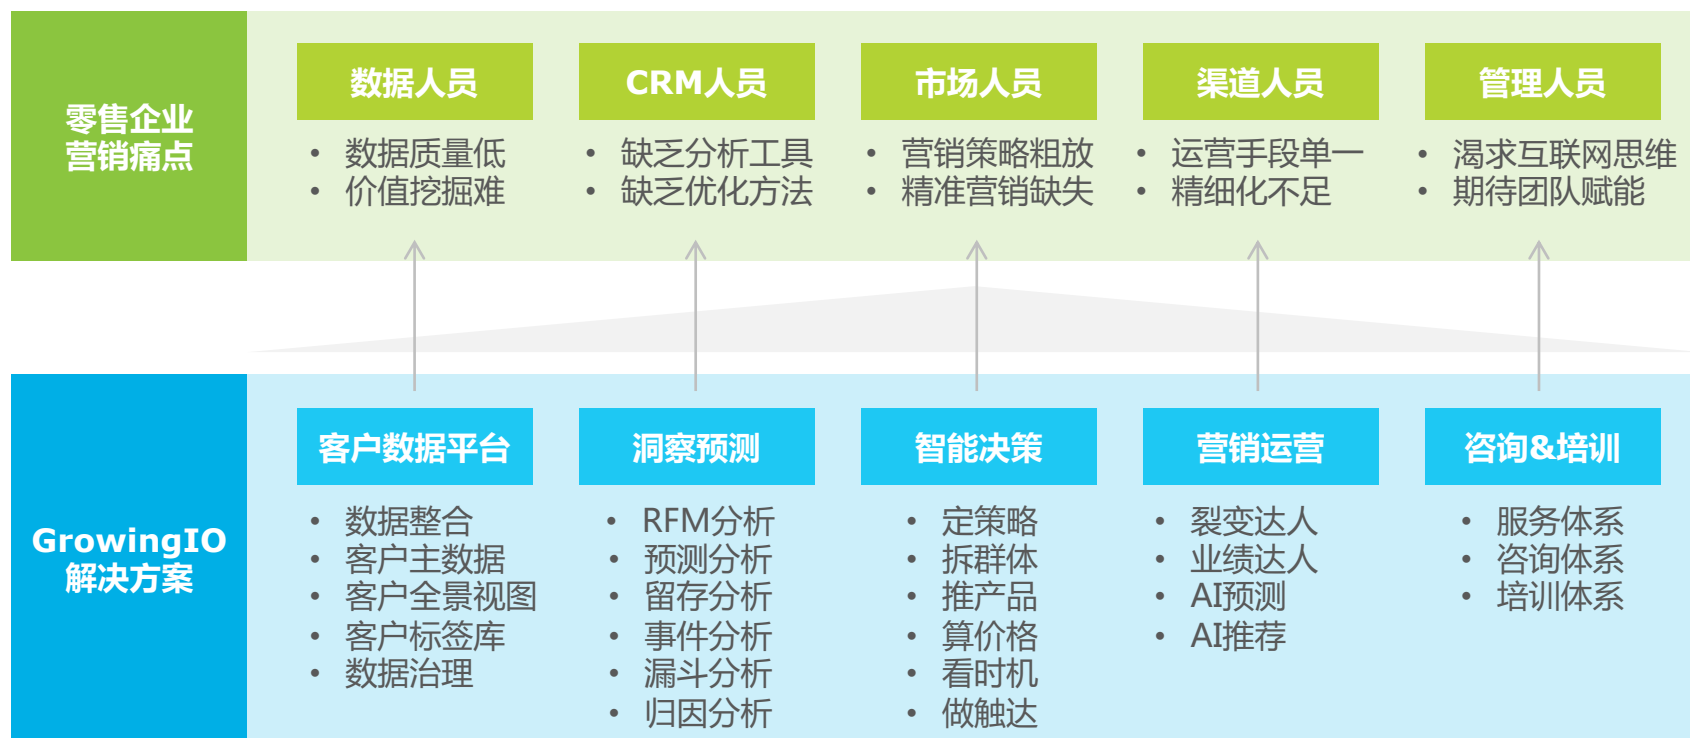 零售企业
营销痛点
数据人员
• 数据质量低
• 价值挖掘难
CRM人员
• 缺乏分析工具
• 缺乏优化方法
市场人员
• 营销策略粗放
• 精准营销缺失
渠道人员
• 运营手段单一
• 精细化不足
管理人员
• 渴求互联网思维
• 期待团队赋能
GrowingIO
解决方案
客户数据平台
• 数据整合
• 客户主数据
• 客户全景视图
• 客户标签库
• 数据治理
洞察预测
• RFM分析
• 预测分析
• 留存分析
• 事件分析
• 漏斗分析
• 归因分析
智能决策
• 定策略
• 拆群体
• 推产品
• 算价格
• 看时机
• 做触达
营销运营
• 裂变达人
• 业绩达人
• AI预测
• AI推荐
咨询&培训
• 服务体系
• 咨询体系
• 培训体系